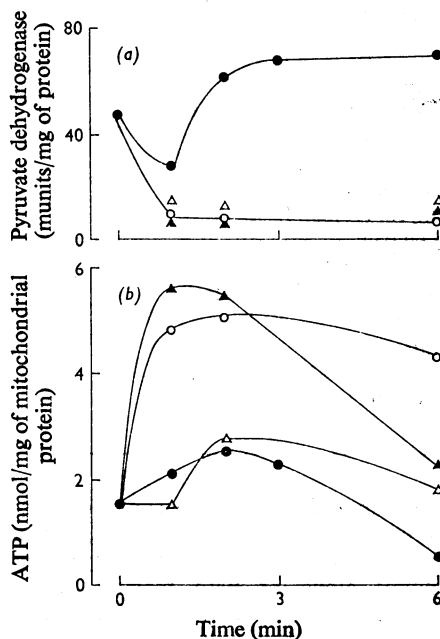 Pyruvate dehydrogenase
(munits/mg of protein)
80
40
0
(a)
ATP (nmol/mg of mitochondrial
protein)
6
4
2
0
(b)
0
3
6
Time (min)